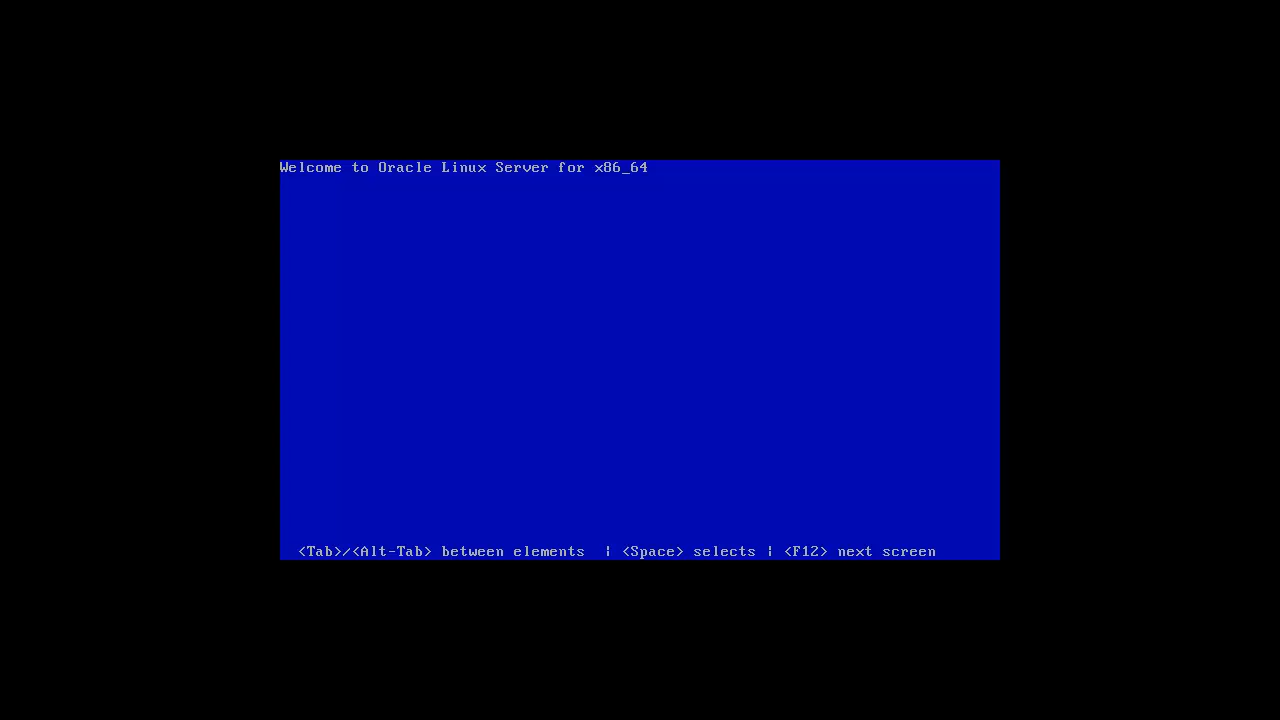 Welcome to Oracle Linux Server for x86_64
<Tab>/<Alt-Tab> between elements  | <Space> selects | <F12> next screen